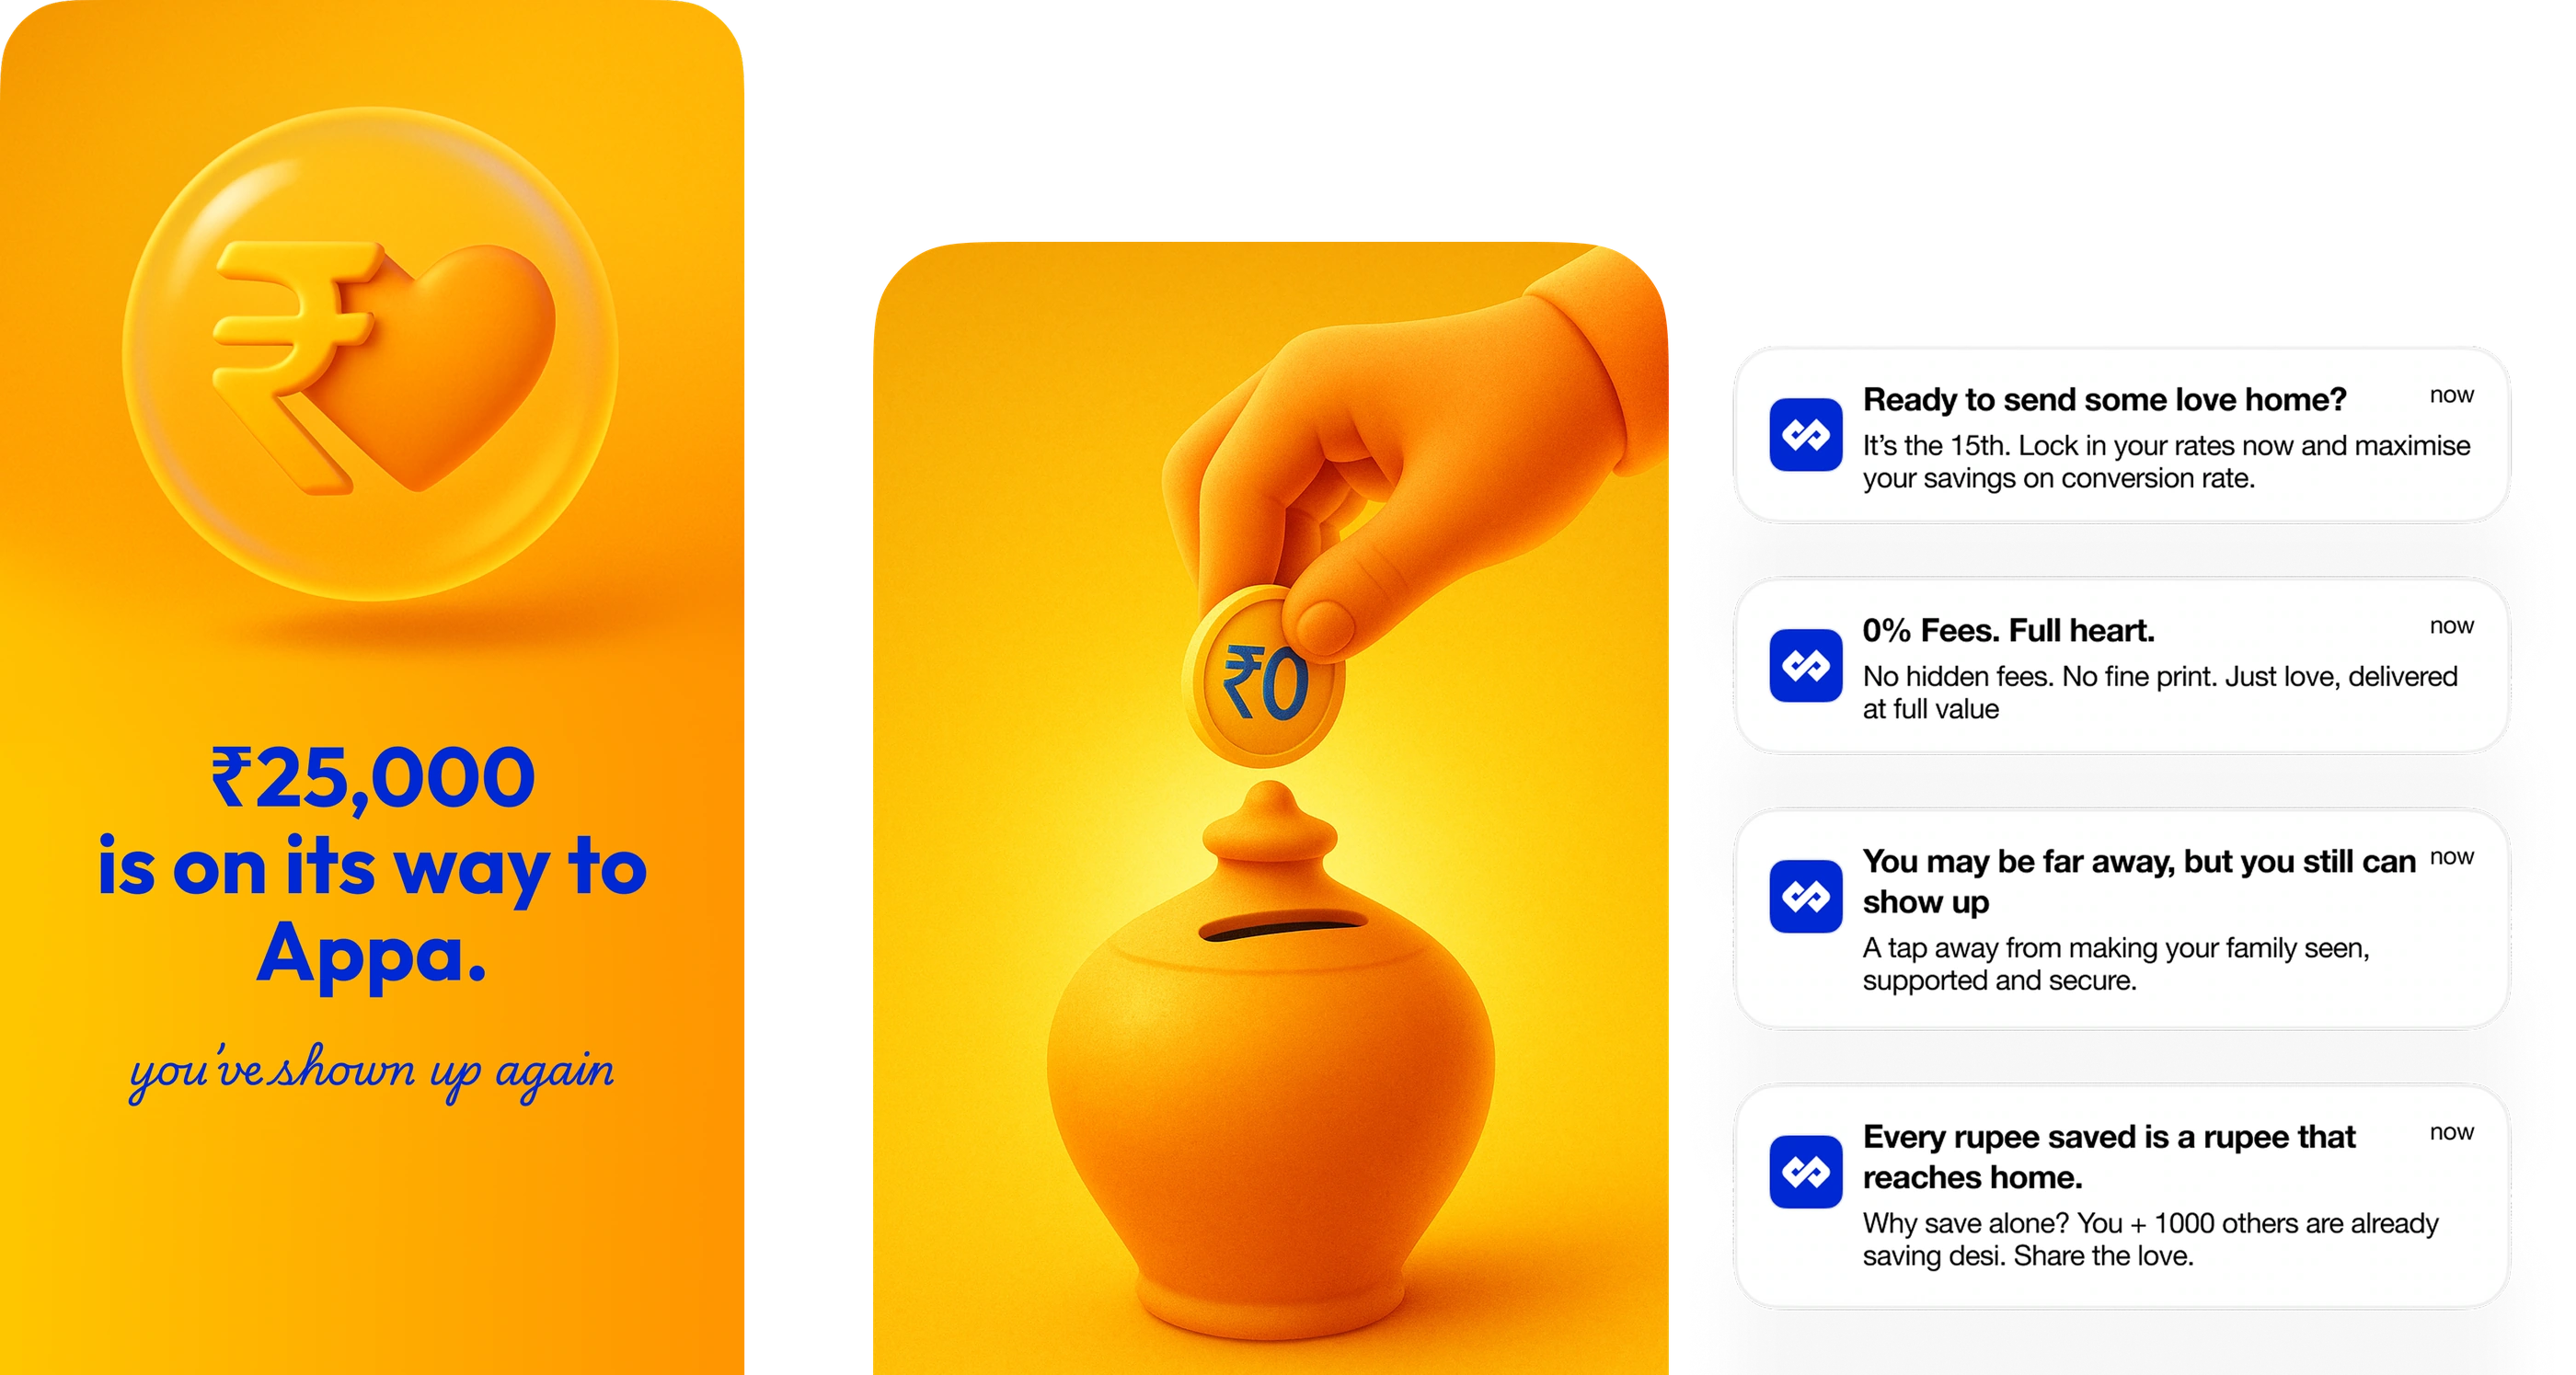 ₹
₹25,000
is on its way to
Appa.
you've shown up again
₹0
Ready to send some love home?
now
It’s the 15th. Lock in your rates now and maximise
your savings on conversion rate.
0% Fees. Full heart.
now
No hidden fees. No fine print. Just love, delivered
at full value
You may be far away, but you still can
now
show up
A tap away from making your family seen,
supported and secure.
Every rupee saved is a rupee that
now
reaches home.
Why save alone? You + 1000 others are already
saving desi. Share the love.